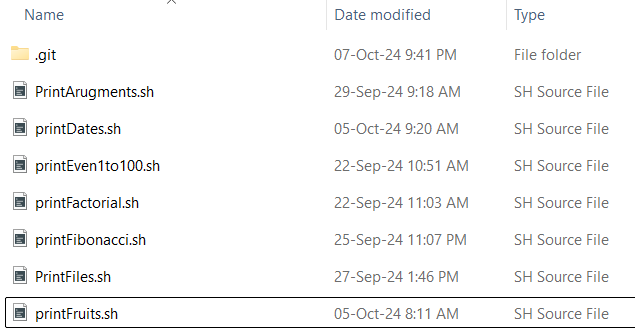 Name Date modified Type
.git 07-Oct-24 9:41 PM File folder
PrintArugments.sh 29-Sep-24 9:18 AM SH Source File
printDates.sh 05-Oct-24 9:20 AM SH Source File
printEven1to100.sh 22-Sep-24 10:51 AM SH Source File
printFactorial.sh 22-Sep-24 11:03 AM SH Source File
printFibonacci.sh 25-Sep-24 11:07 PM SH Source File
PrintFiles.sh 27-Sep-24 1:46 PM SH Source File
printFruits.sh 05-Oct-24 8:11 AM SH Source File